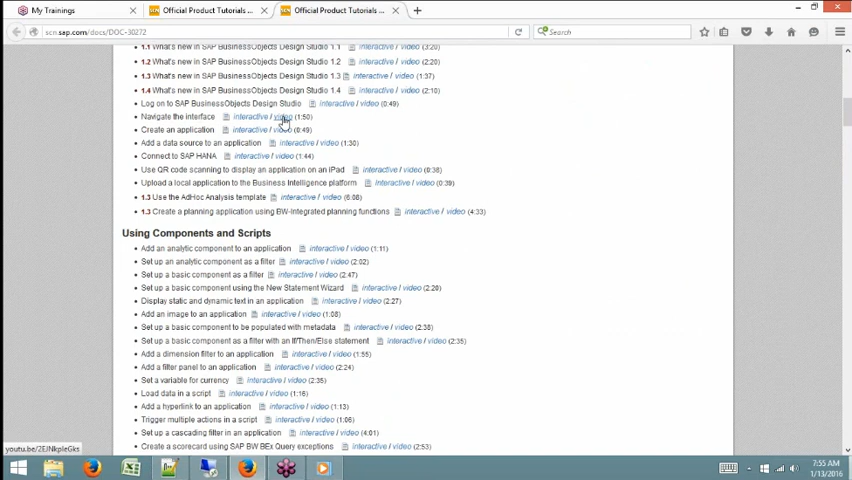 My Trainings
Official Product Tutorials ...
Official Product Tutorials ...
scn.sap.com/docs/DOC-30272
Search
1.1 What's new in SAP BusinessObjects Design Studio 1.1 interactive / video (3:20)
1.2 What's new in SAP BusinessObjects Design Studio 1.2 interactive / video (2:20)
1.3 What's new in SAP BusinessObjects Design Studio 1.3 interactive / video (1:37)
1.4 What's new in SAP BusinessObjects Design Studio 1.4 interactive / video (2:10)
Log on to SAP BusinessObjects Design Studio interactive / video (0:49)
Navigate the interface interactive / video (1:50)
Create an application interactive / video (0:49)
Add a data source to an application interactive / video (1:30)
Connect to SAP HANA interactive / video (1:44)
Use QR code scanning to display an application on an iPad interactive / video (0:38)
Upload a local application to the Business Intelligence platform interactive / video (0:39)
1.3 Use the AdHoc Analysis template interactive / video (6:08)
1.3 Create a planning application using BW-integrated planning functions interactive / video (4:33)
Using Components and Scripts
Add an analytic component to an application interactive / video (1:11)
Set up an analytic component as a filter interactive / video (2:02)
Set up a basic component as a filter interactive / video (2:47)
Set up a basic component using the New Statement Wizard interactive / video (2:20)
Display static and dynamic text in an application interactive / video (2:27)
Add an image to an application interactive / video (1:08)
Set up a basic component to be populated with metadata interactive / video (2:38)
Set up a basic component as a filter with an If/Then/Else statement interactive / video (2:35)
Add a dimension filter to an application interactive / video (1:55)
Add a filter panel to an application interactive / video (2:24)
Set a variable for currency interactive / video (2:35)
Load data in a script interactive / video (1:16)
Add a hyperlink to an application interactive / video (1:13)
Trigger multiple actions in a script interactive / video (1:06)
Set up a cascading filter in an application interactive / video (4:01)
Create a scorecard using SAP BW BEx Query exceptions interactive / video (2:53)
youtu.be/2EJNkpleGks
7:55 AM
1/13/2016